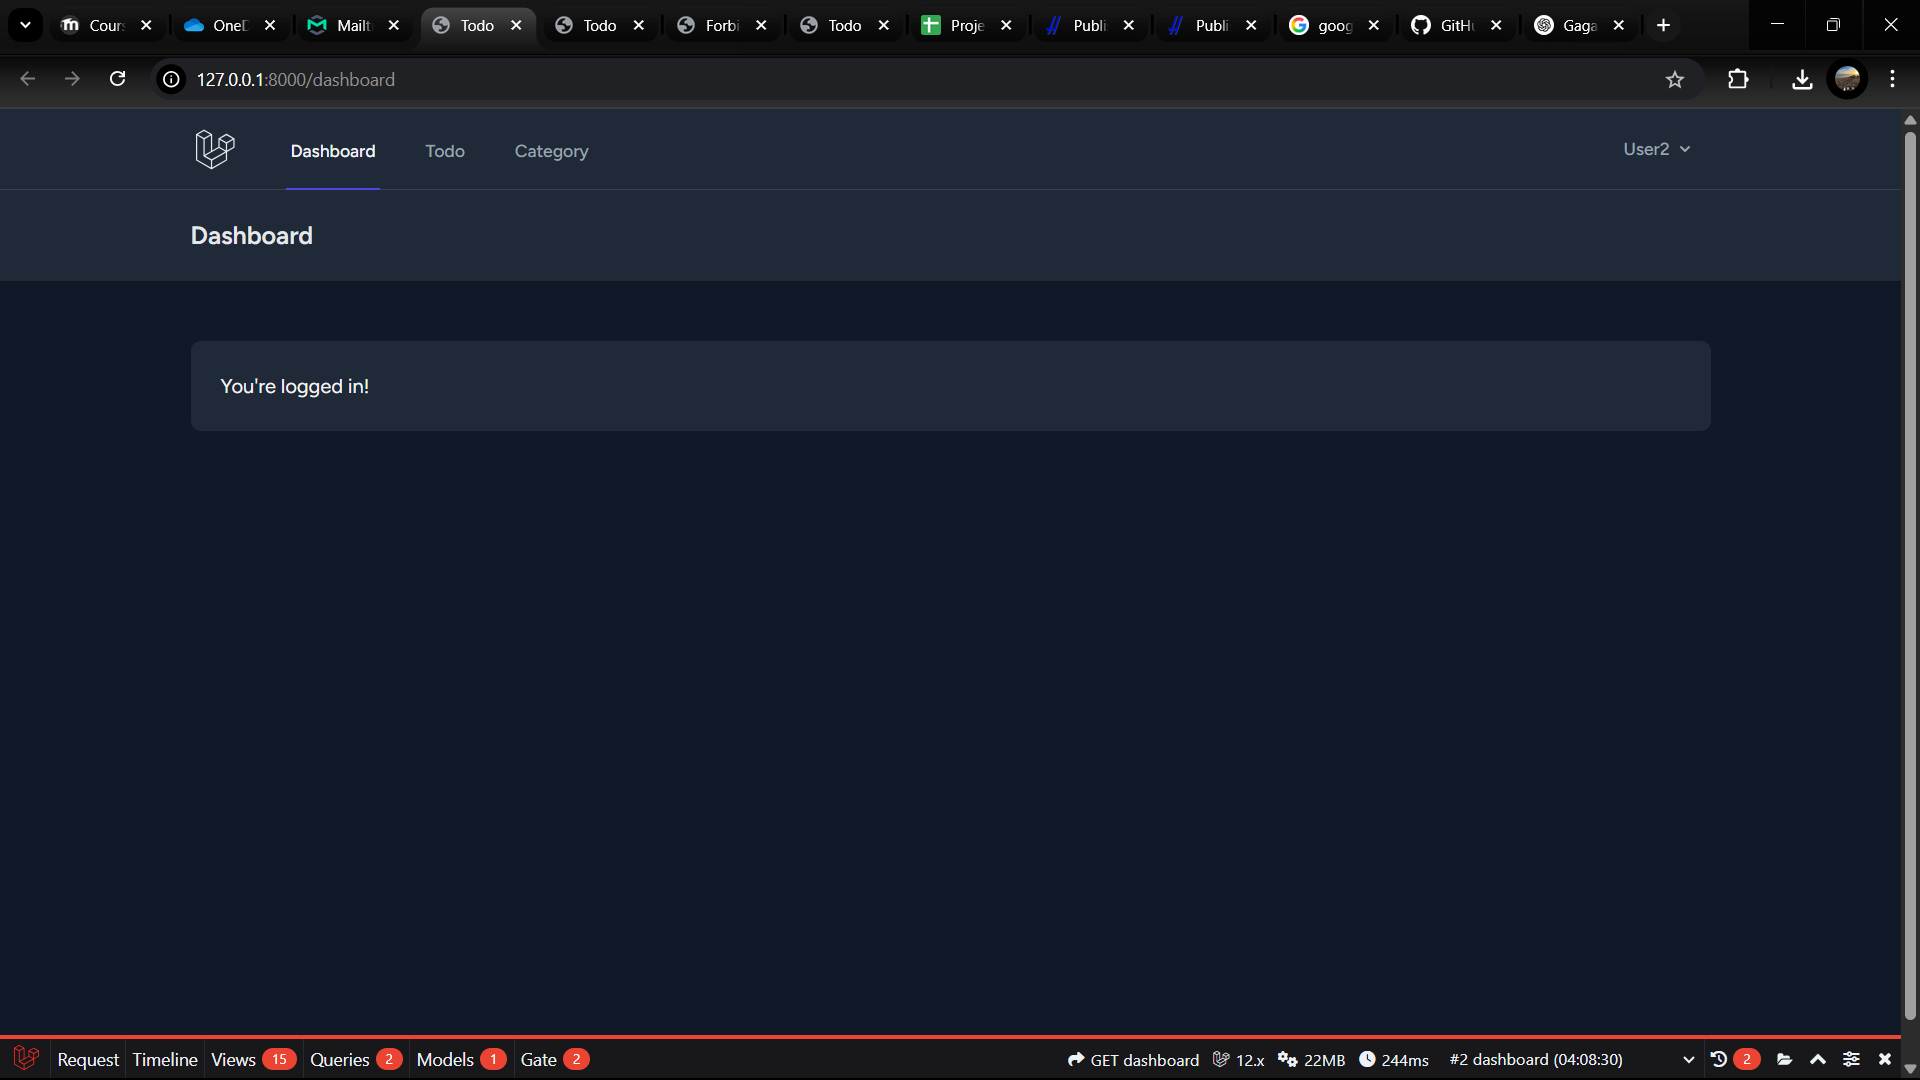 Cour
OneD
Mailt
Todo
Todo
Forbi
Todo
Proje
Publi
Publi
goog
GitHu
Gaga
127.0.0.1:8000/dashboard
Dashboard
Todo
Category
User2
Dashboard
You're logged in!
Request
Timeline
Views 15
Queries 2
Models 1
Gate 2
GET dashboard
12.x
22MB
244ms
#2 dashboard (04:08:30)
2